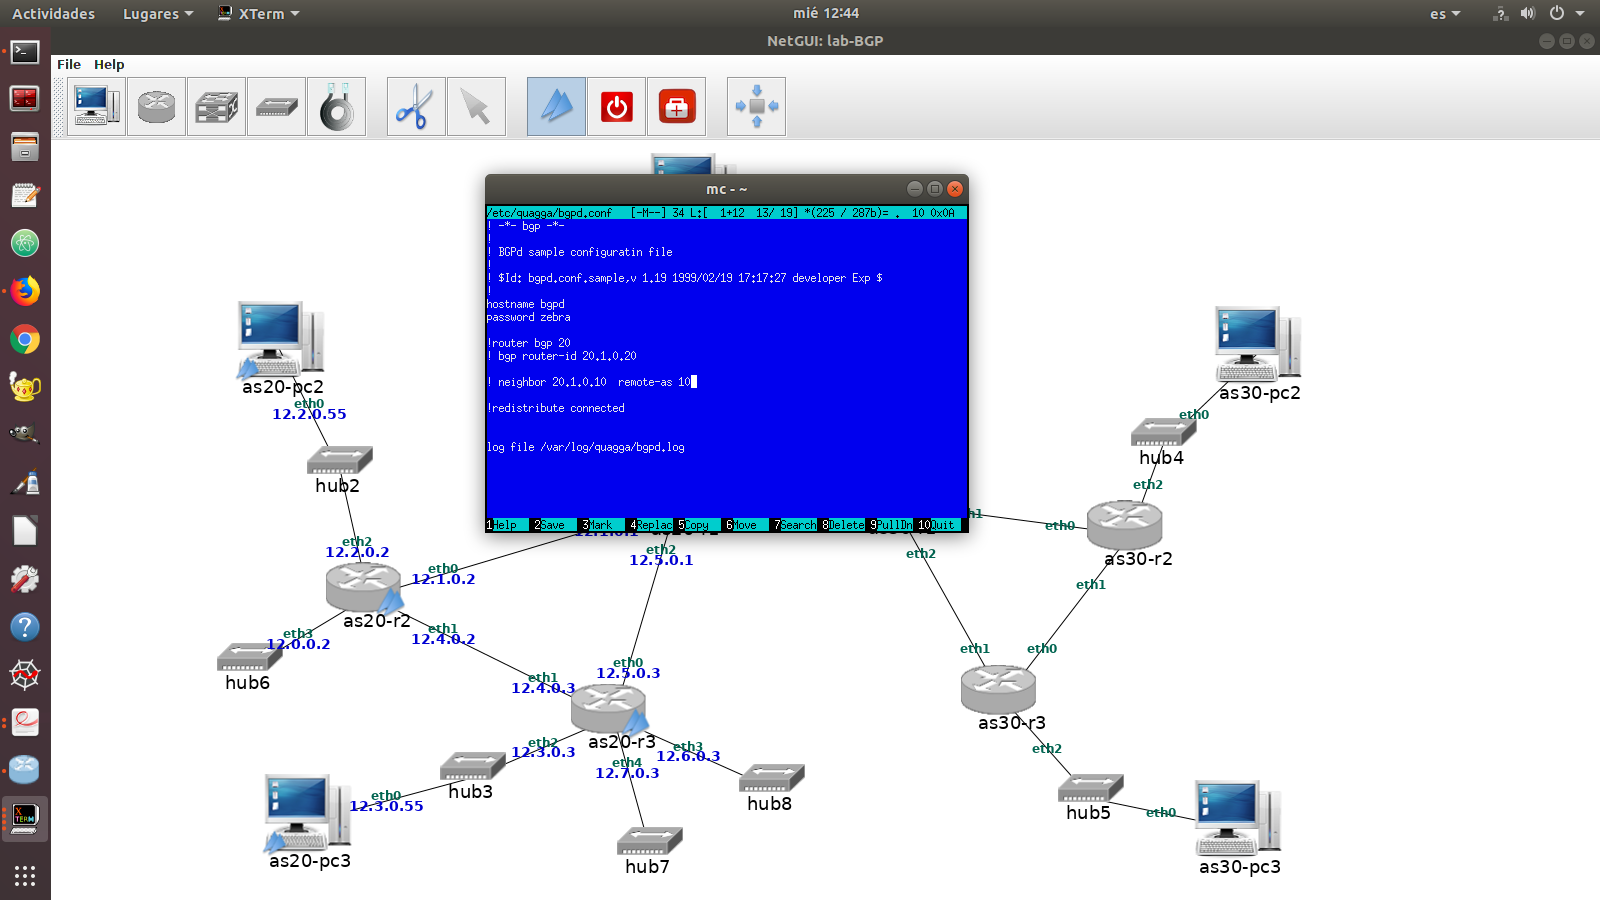 Actividades Lugares XTerm mié 12:44 es
NetGUI: lab-BGP
File Help
mc - ~
/etc/quagga/bgpd.conf [-M--] 34 L:[ 1+12 13/ 19] *(225 / 287b)= . 10 0x0A
! -*- bgp -*-
!
! BGPd sample configuratin file
!
! $Id: bgpd.conf.sample,v 1.19 1999/02/19 17:17:27 developer Exp $
!
hostname bgpd
password zebra
!router bgp 20
! bgp router-id 20.1.0.20
! neighbor 20.1.0.10 remote-as 10
!redistribute connected
log file /var/log/quagga/bgpd.log
1Help 2Save 3Mark 4Replac 5Copy 6Move 7Search 8Delete 9PullDn 10Quit
as20-pc2
eth0
12.2.0.55
hub2
eth2
12.2.0.2
eth0
12.1.0.2
as20-r2
eth3
12.0.0.2
hub6
eth1
12.4.0.2
eth2
12.5.0.1
eth0
12.5.0.3
eth1
12.4.0.3
as20-r3
eth2
12.3.0.3
eth4
12.7.0.3
eth3
12.6.0.3
hub3
hub8
hub7
eth0
12.3.0.55
as20-pc3
as30-pc2
eth0
hub4
eth2
eth0
as30-r2
eth1
eth2
eth1
eth0
as30-r3
eth2
hub5
eth0
as30-pc3
XTERM